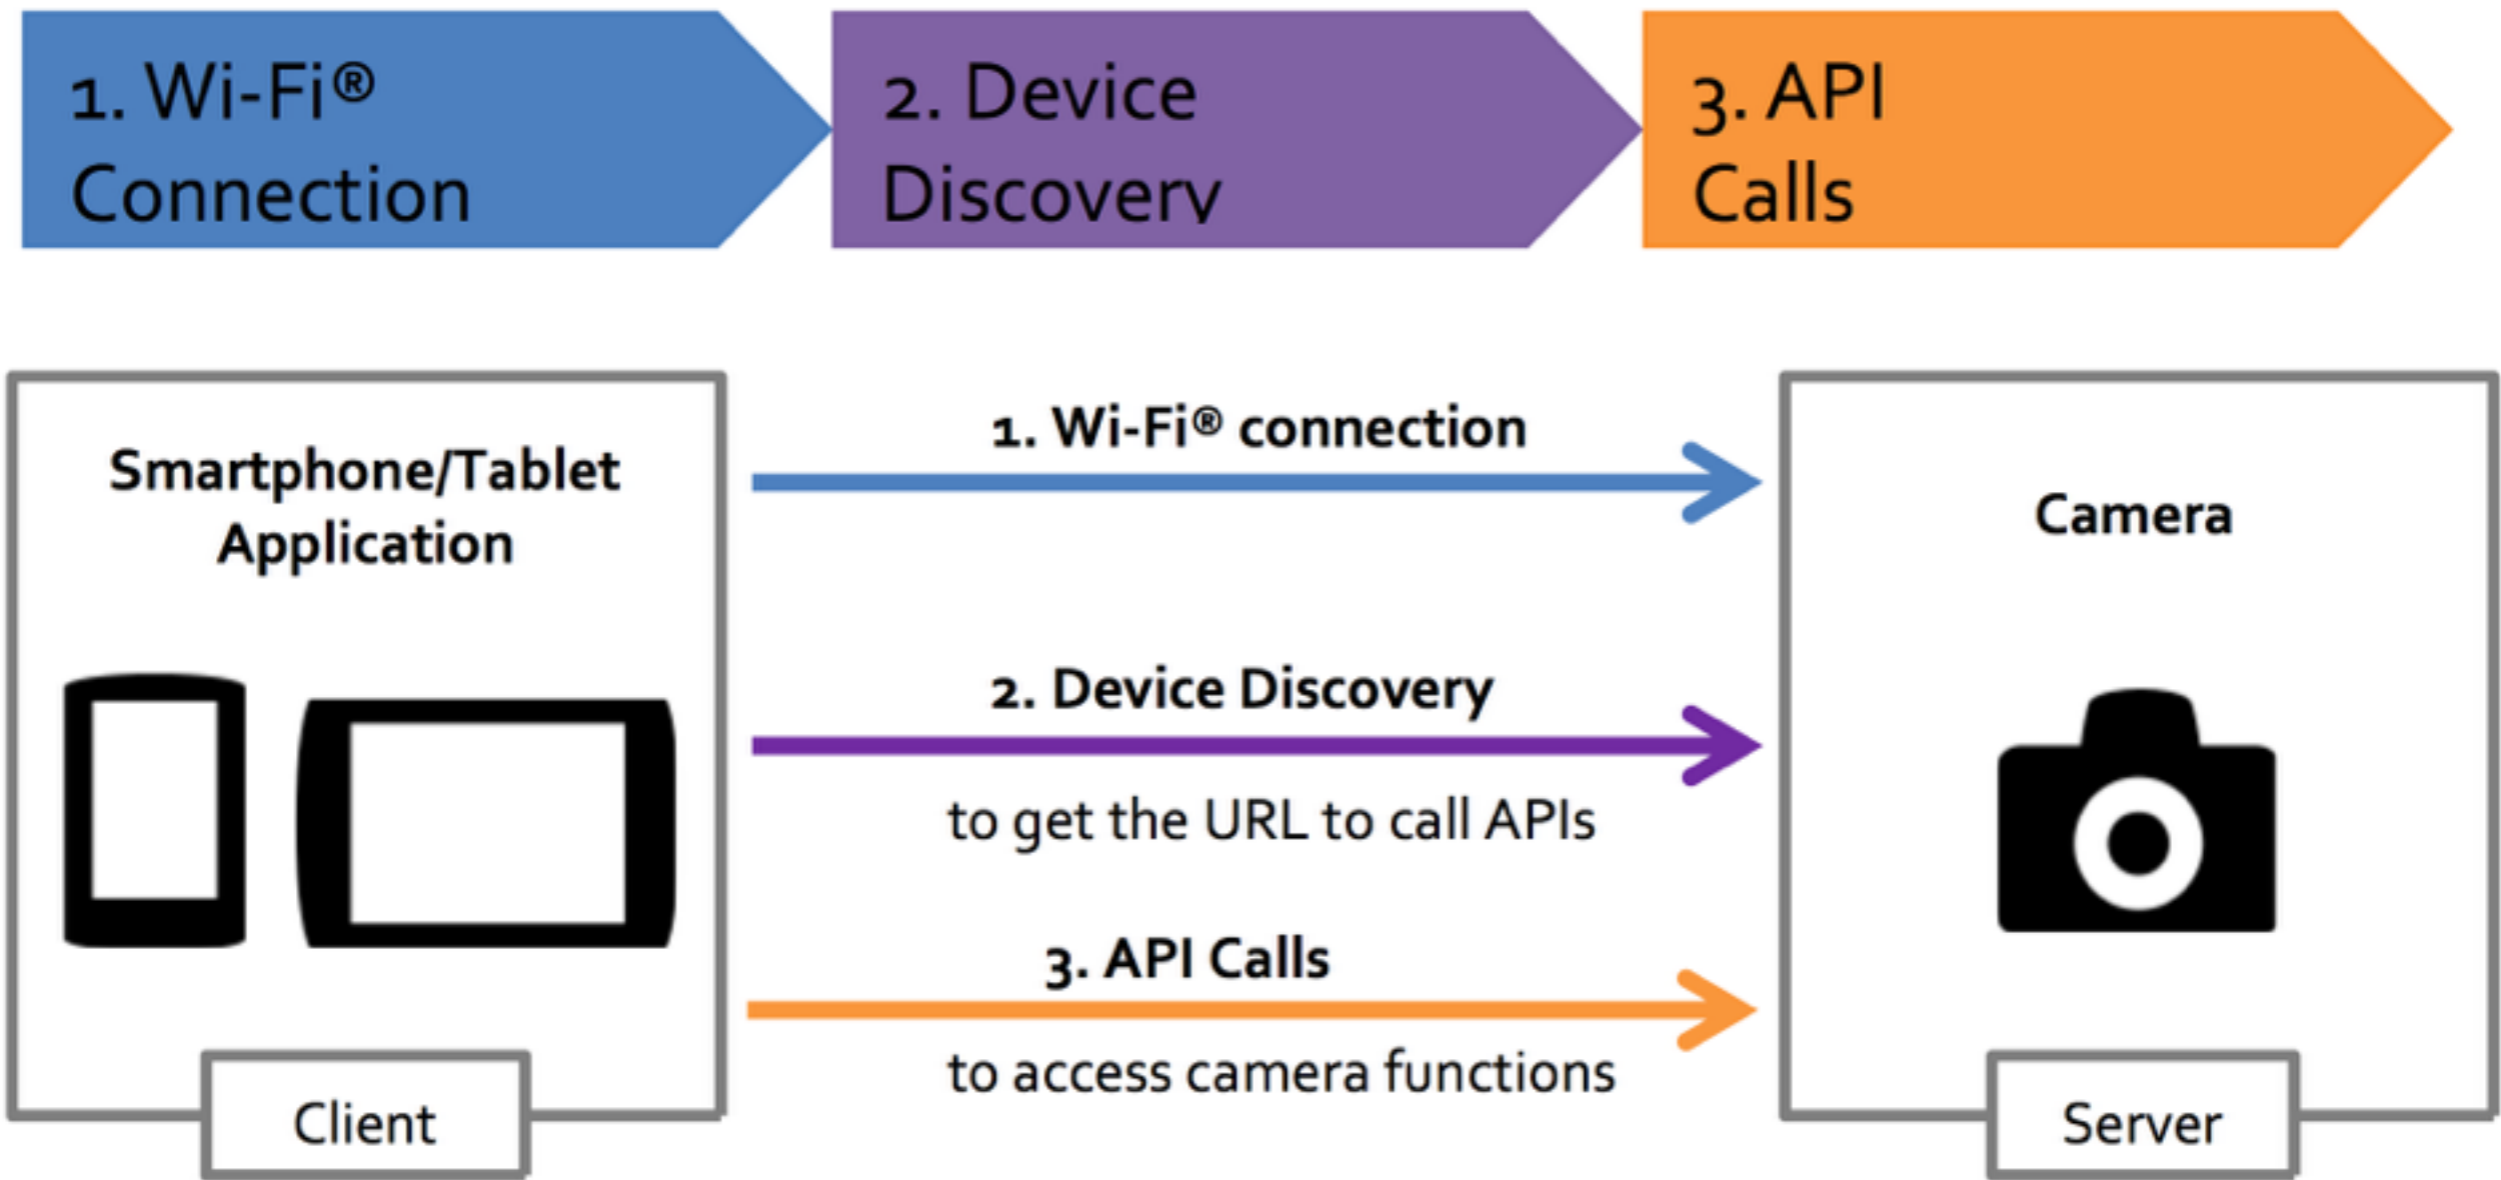 1. Wi-Fi®
Connection
2. Device
Discovery
3. API
Calls
Smartphone/Tablet
Application
Client
1. Wi-Fi® connection
2. Device Discovery
to get the URL to call APIs
3. API Calls
to access camera functions
Camera
Server